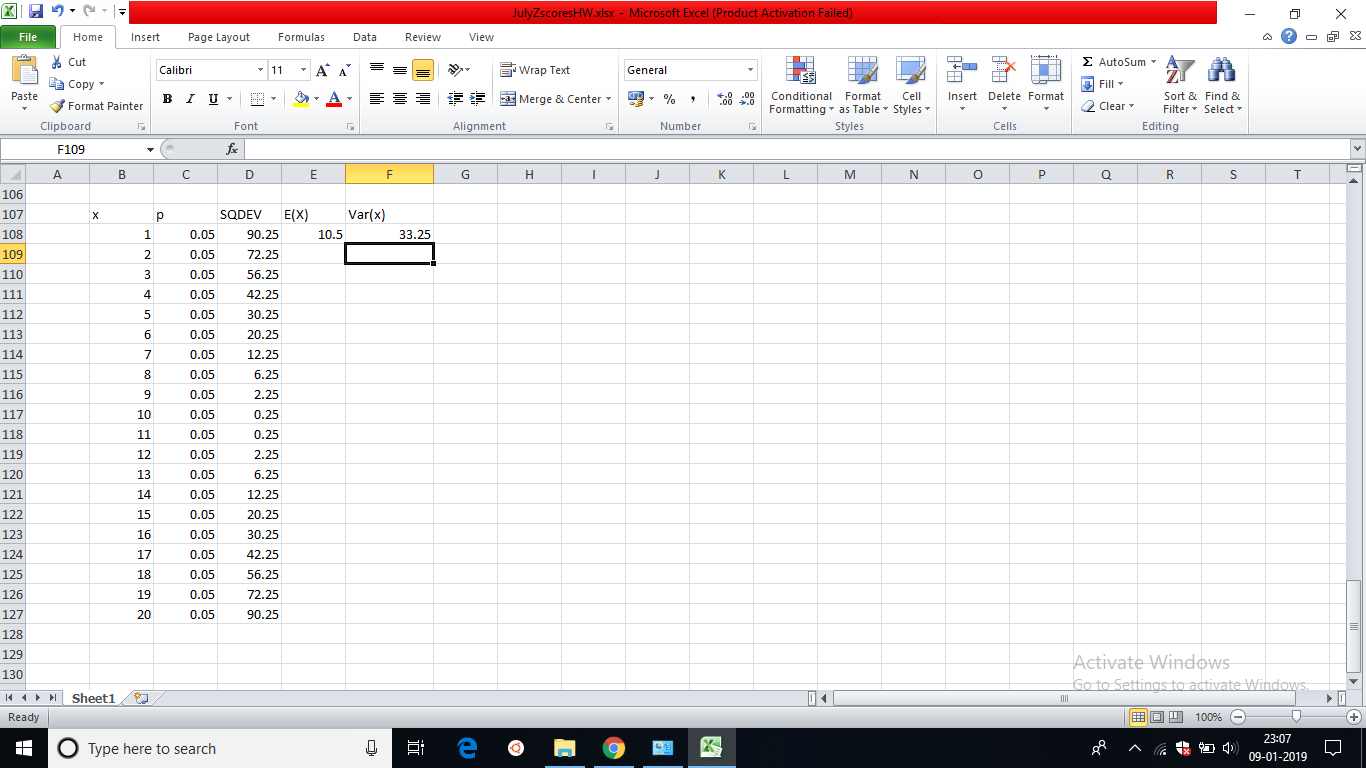 JulyZscoresHW.xlsx - Microsoft Excel (Product Activation Failed)
File Home Insert Page Layout Formulas Data Review View
Paste Cut Copy Format Painter
Calibri 11
B I U A A A
Wrap Text
Merge & Center
General
% ,
Conditional Formatting Format as Table Cell Styles
Insert Delete Format
Σ AutoSum Fill Clear
Sort & Filter Find & Select
Clipboard Font Alignment Number Styles Cells Editing
F109 fx
A B C D E F G H I J K L M N O P Q R S T
106
107 x p SQDEV E(X) Var(x)
108 1 0.05 90.25 10.5 33.25
109 2 0.05 72.25
110 3 0.05 56.25
111 4 0.05 42.25
112 5 0.05 30.25
113 6 0.05 20.25
114 7 0.05 12.25
115 8 0.05 6.25
116 9 0.05 2.25
117 10 0.05 0.25
118 11 0.05 0.25
119 12 0.05 2.25
120 13 0.05 6.25
121 14 0.05 12.25
122 15 0.05 20.25
123 16 0.05 30.25
124 17 0.05 42.25
125 18 0.05 56.25
126 19 0.05 72.25
127 20 0.05 90.25
128
129
130
Activate Windows
Go to Settings to activate Windows.
Sheet1
Ready 100%
Type here to search
23:07
09-01-2019